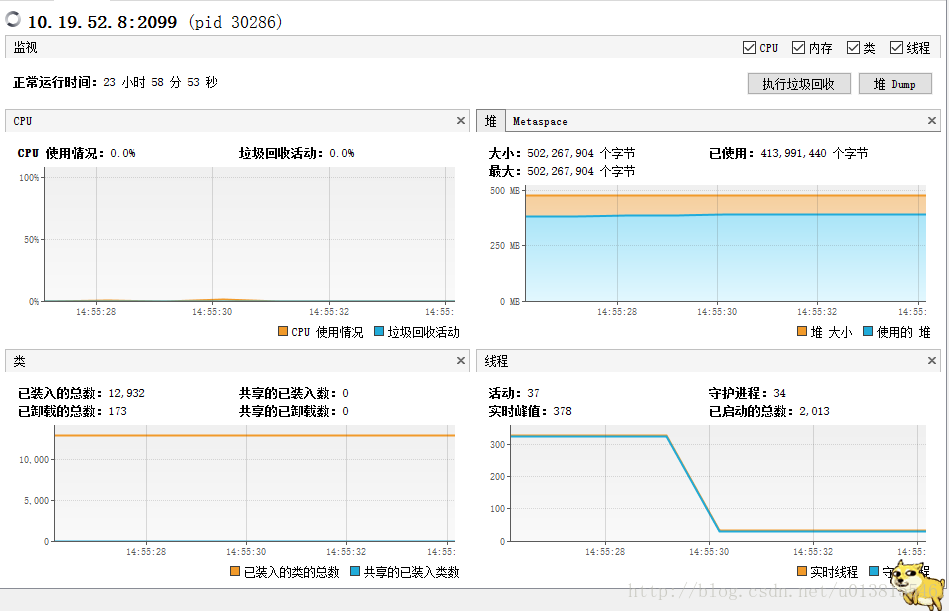 10.19.52.8:2099 (pid 30286)
监视
CPU 内存 类 线程
正常运行时间: 23 小时 58 分 53 秒
执行垃圾回收 堆 Dump
CPU
CPU 使用情况: 0.0% 垃圾回收活动: 0.0%
100%
50%
0%
14:55:28 14:55:30 14:55:32 14:55:
CPU 使用情况 垃圾回收活动
堆 Metaspace
大小: 502,267,904 个字节 已使用: 413,991,440 个字节
最大: 502,267,904 个字节
500 MB
250 MB
0 MB
14:55:28 14:55:30 14:55:32 14:55:
堆 大小 使用的 堆
类
已装入的总数: 12,932 共享的已装入数: 0
已卸载的总数: 173 共享的已卸载数: 0
10,000
5,000
0
14:55:28 14:55:30 14:55:32 14:55:
已装入的类的总数 共享的已装入类数
线程
活动: 37 守护进程: 34
实时峰值: 378 已启动的总数: 2,013
300
200
100
0
14:55:28 14:55:30 14:55:32 14:55:
实时线程 守 程